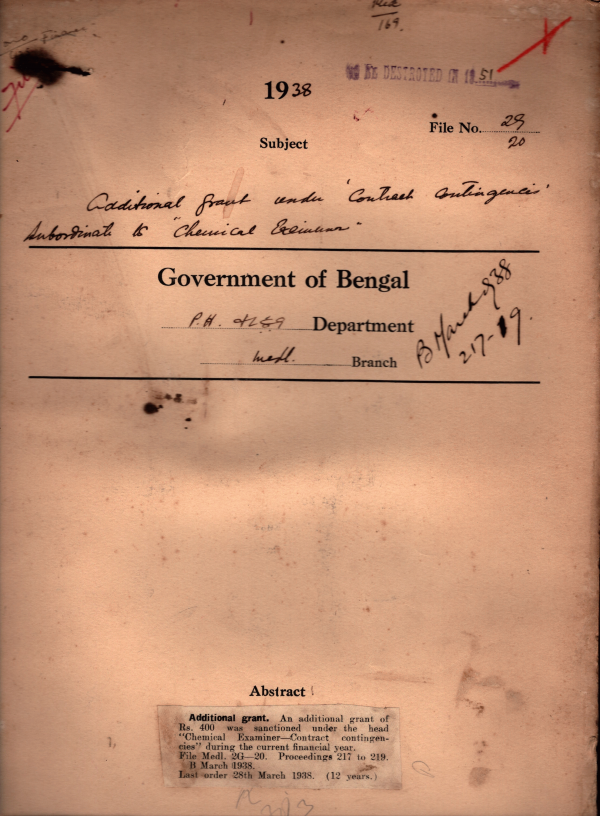 169.
TO BE DESTROYED IN 1951
1938
File No. 2G
20
Subject
Additional grant under 'Contract Contingencies'
subordinate to "Chemical Examiner"
Government of Bengal
P.H. & LSG Department
Medl. Branch
B March 1938
217-19.
Abstract
Additional grant. An additional grant of
Rs. 400 was sanctioned under the head
"Chemical Examiner—Contract contingen-
cies" during the current financial year.
File Medl. 2G—20. Proceedings 217 to 219.
B March 1938.
Last order 28th March 1938. (12 years.)